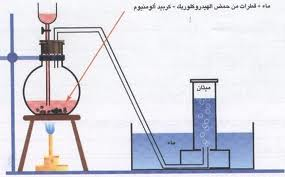 ماء + قطرات من حمض الهيدروكلوريك - كربيد ألومنيوم
ميثان
ماء